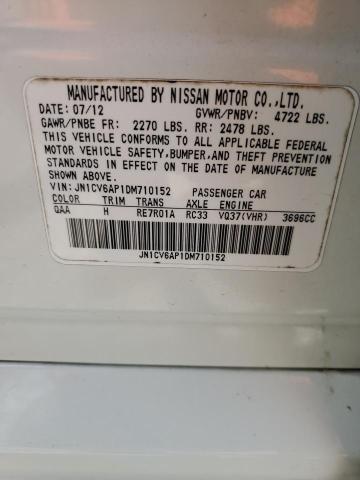 MANUFACTURED BY NISSAN MOTOR CO.,LTD.
DATE: 07/12 GVWR/PNBV: 4722 LBS.
GAWR/PNBE FR: 2270 LBS. RR: 2478 LBS.
THIS VEHICLE CONFORMS TO ALL APPLICABLE FEDERAL
MOTOR VEHICLE SAFETY,BUMPER,AND THEFT PREVENTION
STANDARDS IN EFFECT ON THE DATE OF MANUFACTURE
SHOWN ABOVE.
VIN: JN1CV6AP1DM710152 PASSENGER CAR
COLOR TRIM TRANS AXLE ENGINE
QAA H RE7R01A RC33 VQ37(VHR) 3696CC
JN1CV6AP1DM710152